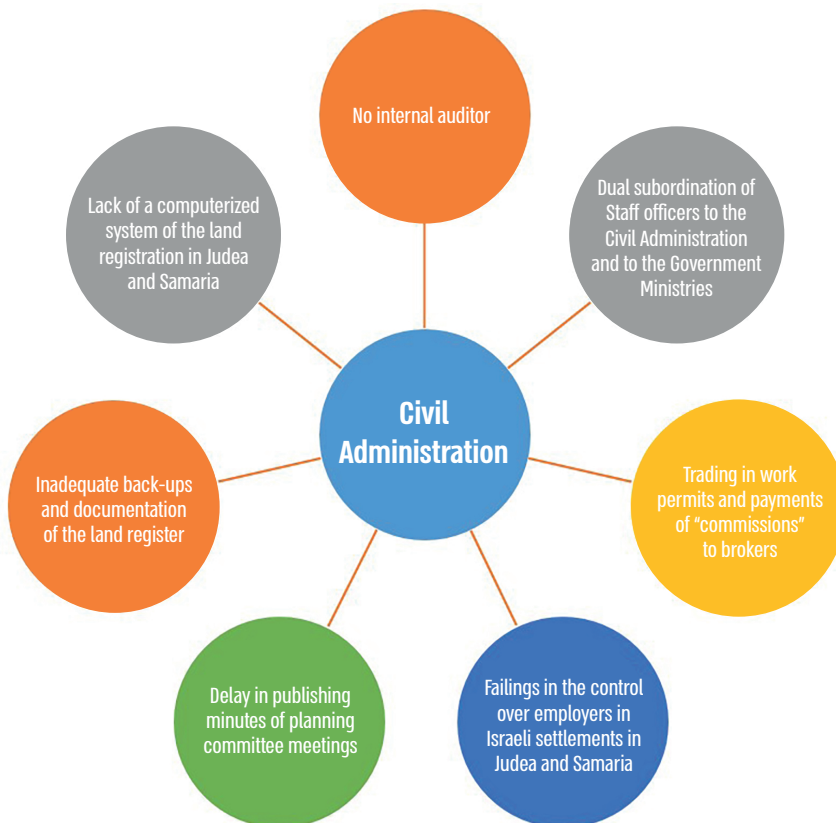 No internal auditor
Dual subordination of
Staff officers to the
Civil Administration
and to the Government
Ministries
Trading in work
permits and payments
of “commissions”
to brokers
Failings in the control
over employers in
Israeli settlements in
Judea and Samaria
Delay in publishing
minutes of planning
committee meetings
Inadequate back-ups
and documentation
of the land register
Lack of a computerized
system of the land
registration in Judea
and Samaria
Civil
Administration